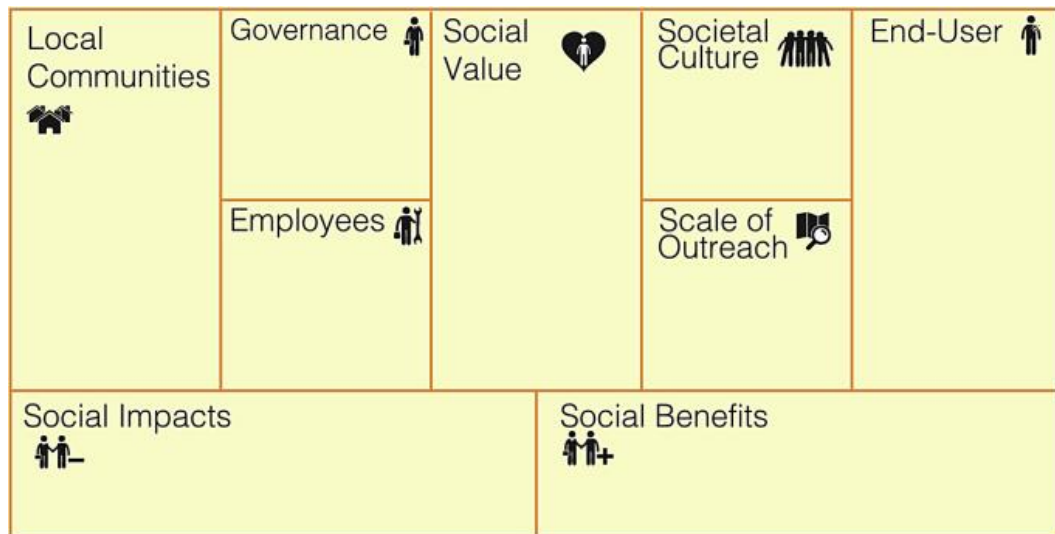 Local
Communities
Governance
Employees
Social
Value
Societal
Culture
Scale of
Outreach
End-User
Social Impacts
Social Benefits